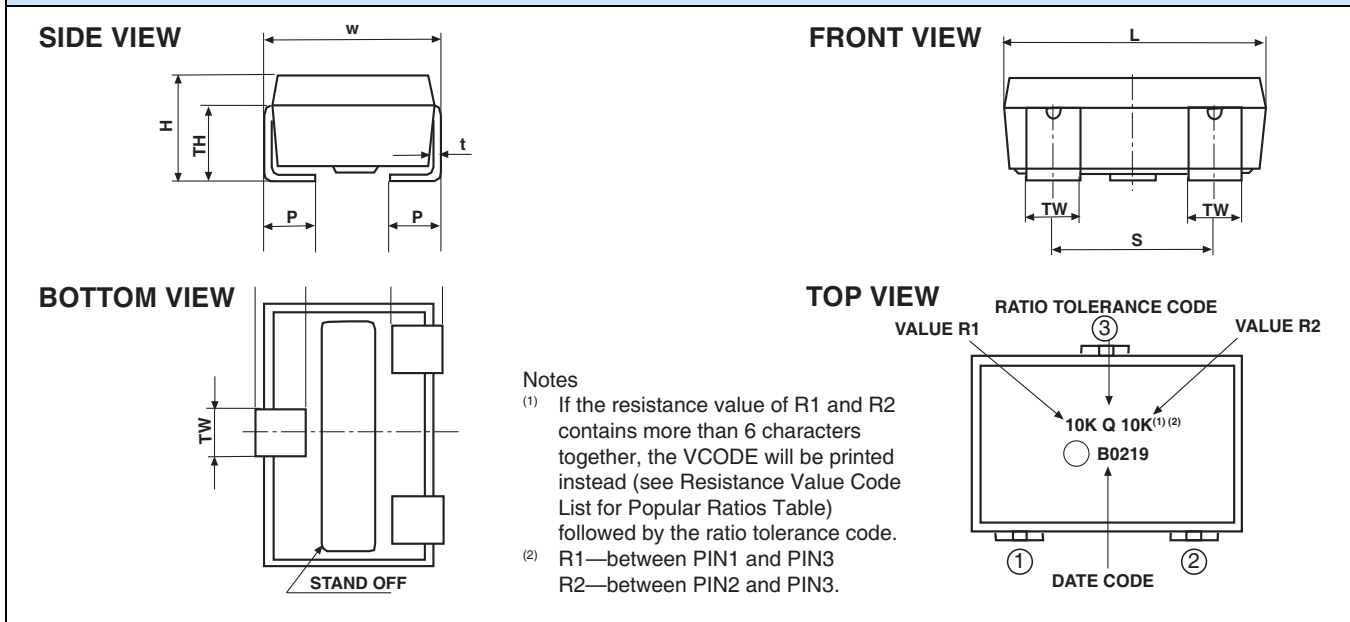 SIDE VIEW
w
H
TH
t
P
P
FRONT VIEW
L
TW
TW
S
BOTTOM VIEW
TW
STAND OFF
Notes
(1) If the resistance value of R1 and R2
contains more than 6 characters
together, the VCODE will be printed
instead (see Resistance Value Code
List for Popular Ratios Table)
followed by the ratio tolerance code.
(2) R1—between PIN1 and PIN3
R2—between PIN2 and PIN3.
TOP VIEW
RATIO TOLERANCE CODE
VALUE R1
3
VALUE R2
10K Q 10K(1) (2)
B0219
1
2
DATE CODE